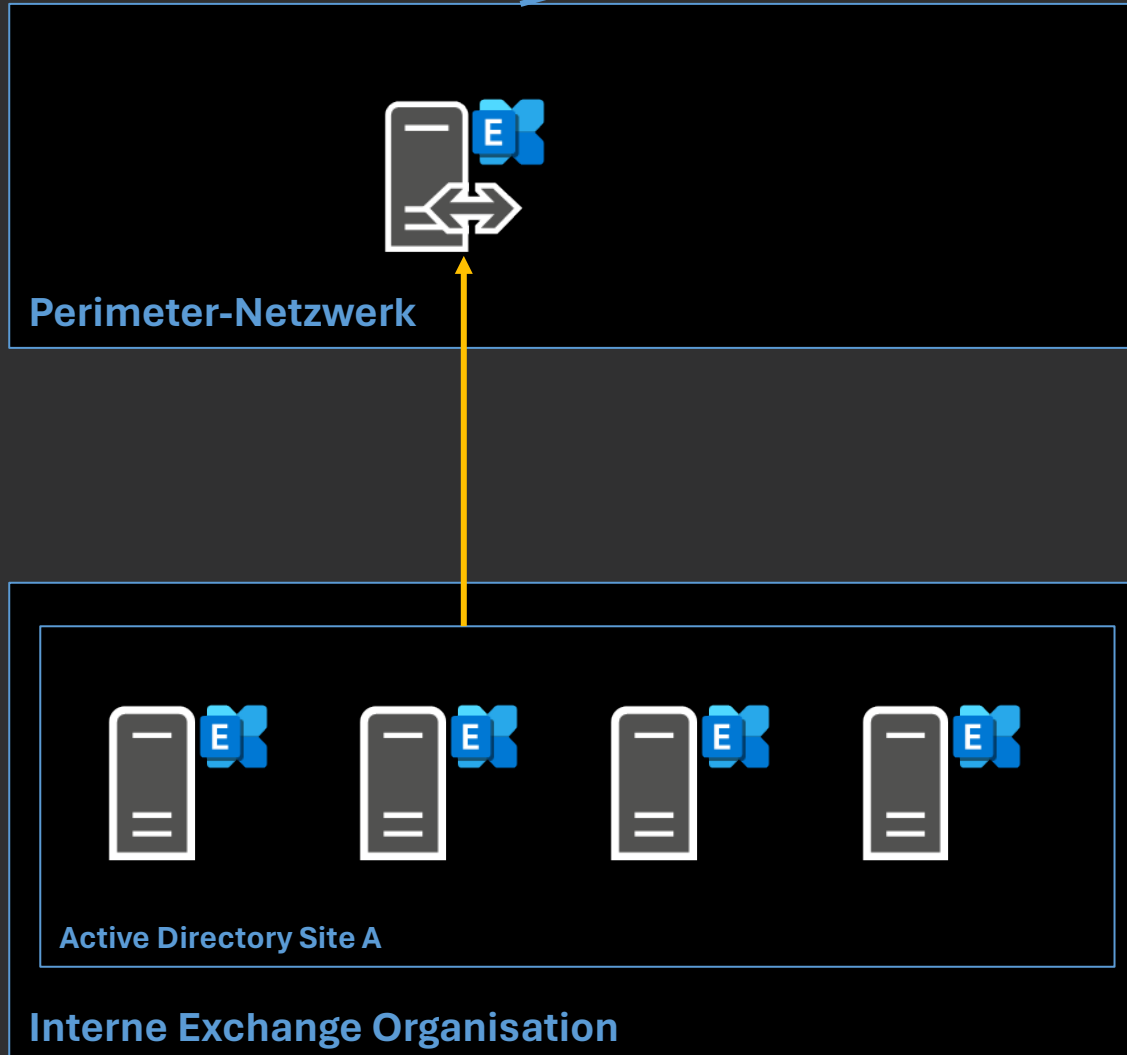 E
Perimeter-Netzwerk
E
E
E
E
Active Directory Site A
Interne Exchange Organisation